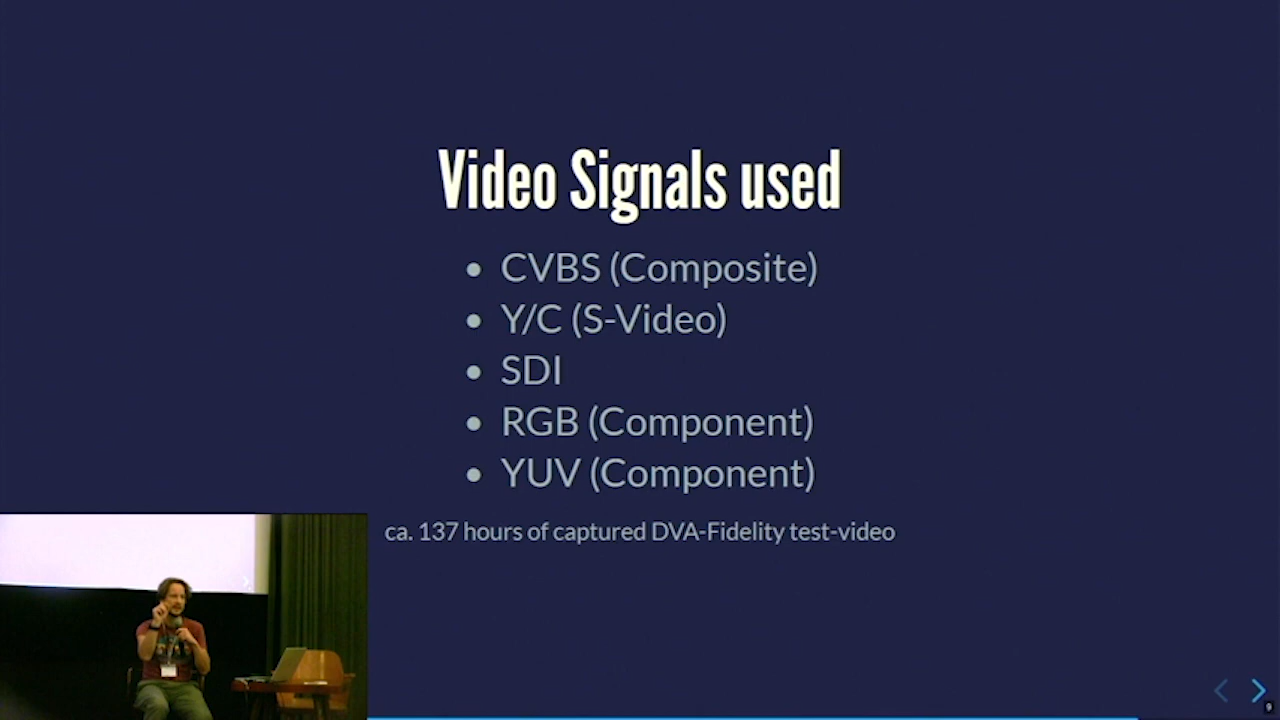 Video Signals used
CVBS (Composite)
Y/C (S-Video)
SDI
RGB (Component)
YUV (Component)
ca. 137 hours of captured DVA-Fidelity test-video
9